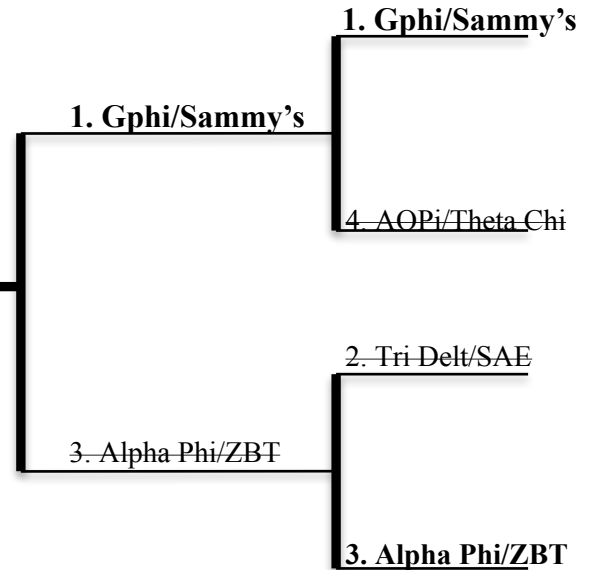 1. Gphi/Sammy’s
1. Gphi/Sammy’s
4. AOPi/Theta Chi
2. Tri Delt/SAE
3. Alpha Phi/ZBT
3. Alpha Phi/ZBT